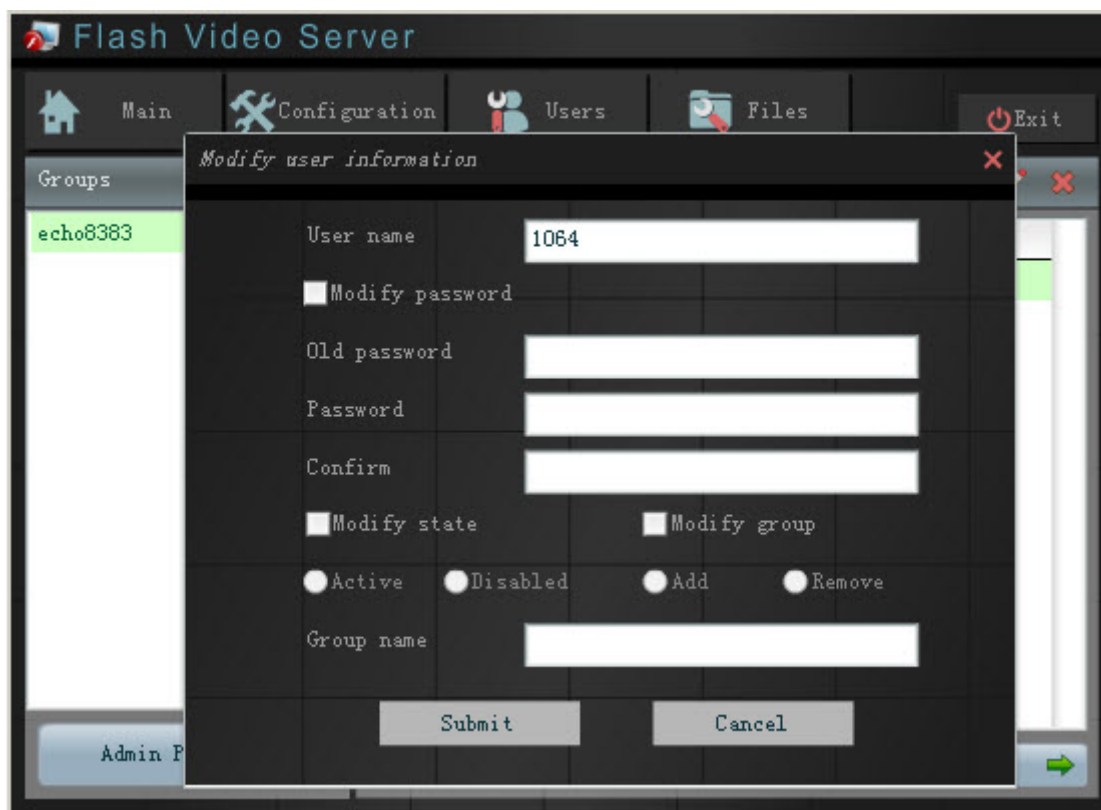 Flash Video Server
Main Configuration Users Files Exit
Modify user information
Groups
echo8383
User name 1064
Modify password
Old password
Password
Confirm
Modify state Modify group
Active Disabled Add Remove
Group name
Submit Cancel
Admin P